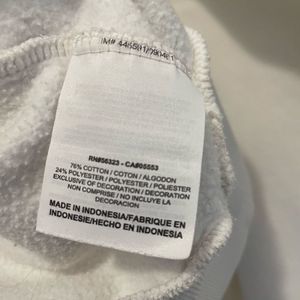 RN#56323 - CA#05553
76% COTTON / COTON / ALGODON
24% POLYESTER / POLYESTER / POLIESTER
EXCLUSIVE OF DECORATION / DECORATION
NON COMPRISE / NO INCLUYE LA
DECORACION
MADE IN INDONESIA/FABRIQUE EN
INDONESIE/HECHO EN INDONESIA